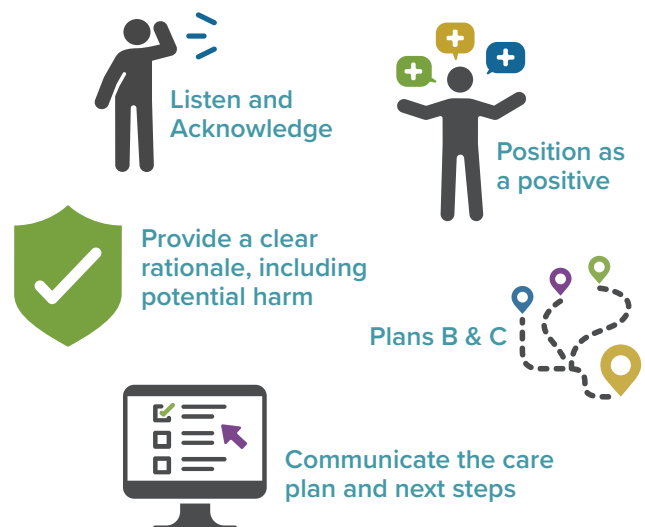 Listen and
Acknowledge
Position as
a positive
Provide a clear
rationale, including
potential harm
Plans B & C
Communicate the care
plan and next steps